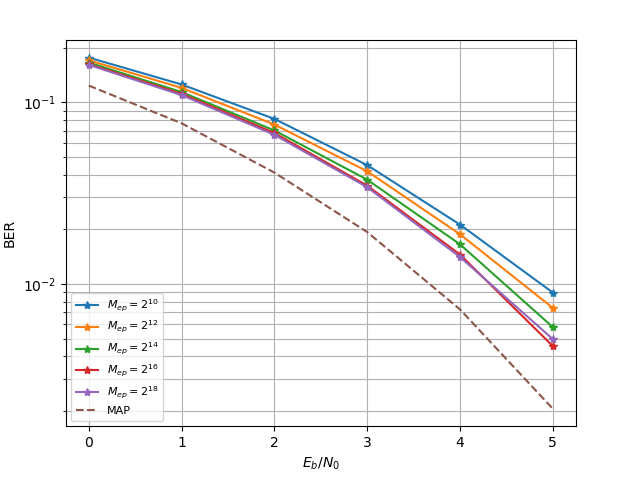 BER
10⁻¹
10⁻²
M_ep = 2¹⁰
M_ep = 2¹²
M_ep = 2¹⁴
M_ep = 2¹⁶
M_ep = 2¹⁸
MAP
0 1 2 3 4 5
E_b/N_0